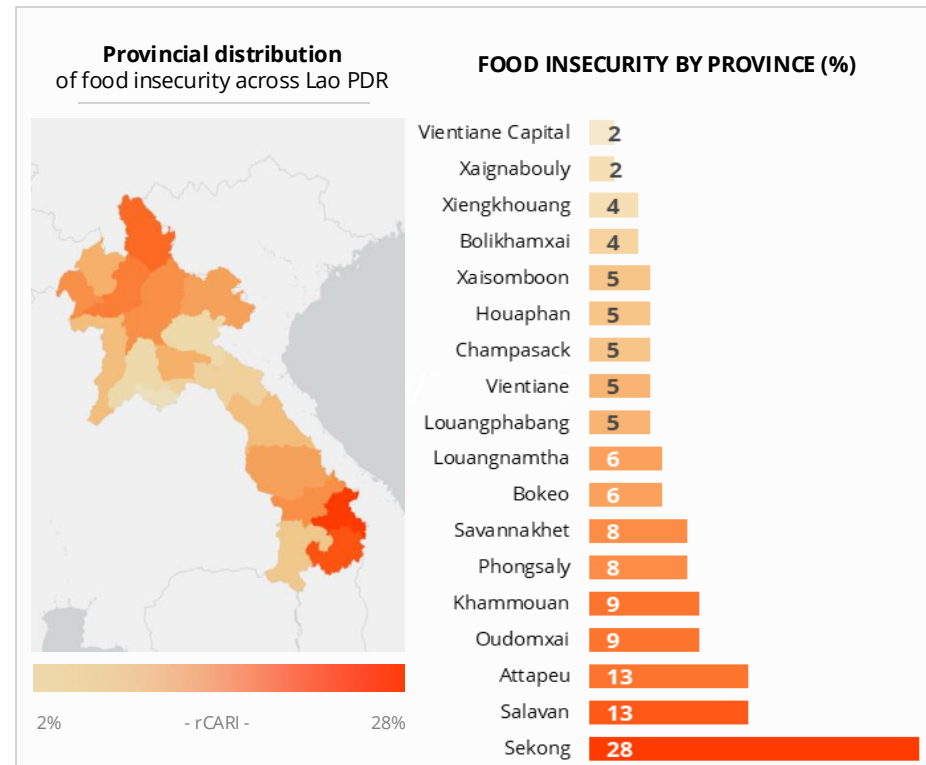 Provincial distribution
of food insecurity across Lao PDR
2%
- rCARI -
28%
FOOD INSECURITY BY PROVINCE (%)
Vientiane Capital 2
Xaignabouly 2
Xiengkhouang 4
Bolikhamxai 4
Xaisomboon 5
Houaphan 5
Champasack 5
Vientiane 5
Louangphabang 5
Louangnamtha 6
Bokeo 6
Savannakhet 8
Phongsaly 8
Khammouan 9
Oudomxai 9
Attapeu 13
Salavan 13
Sekong 28